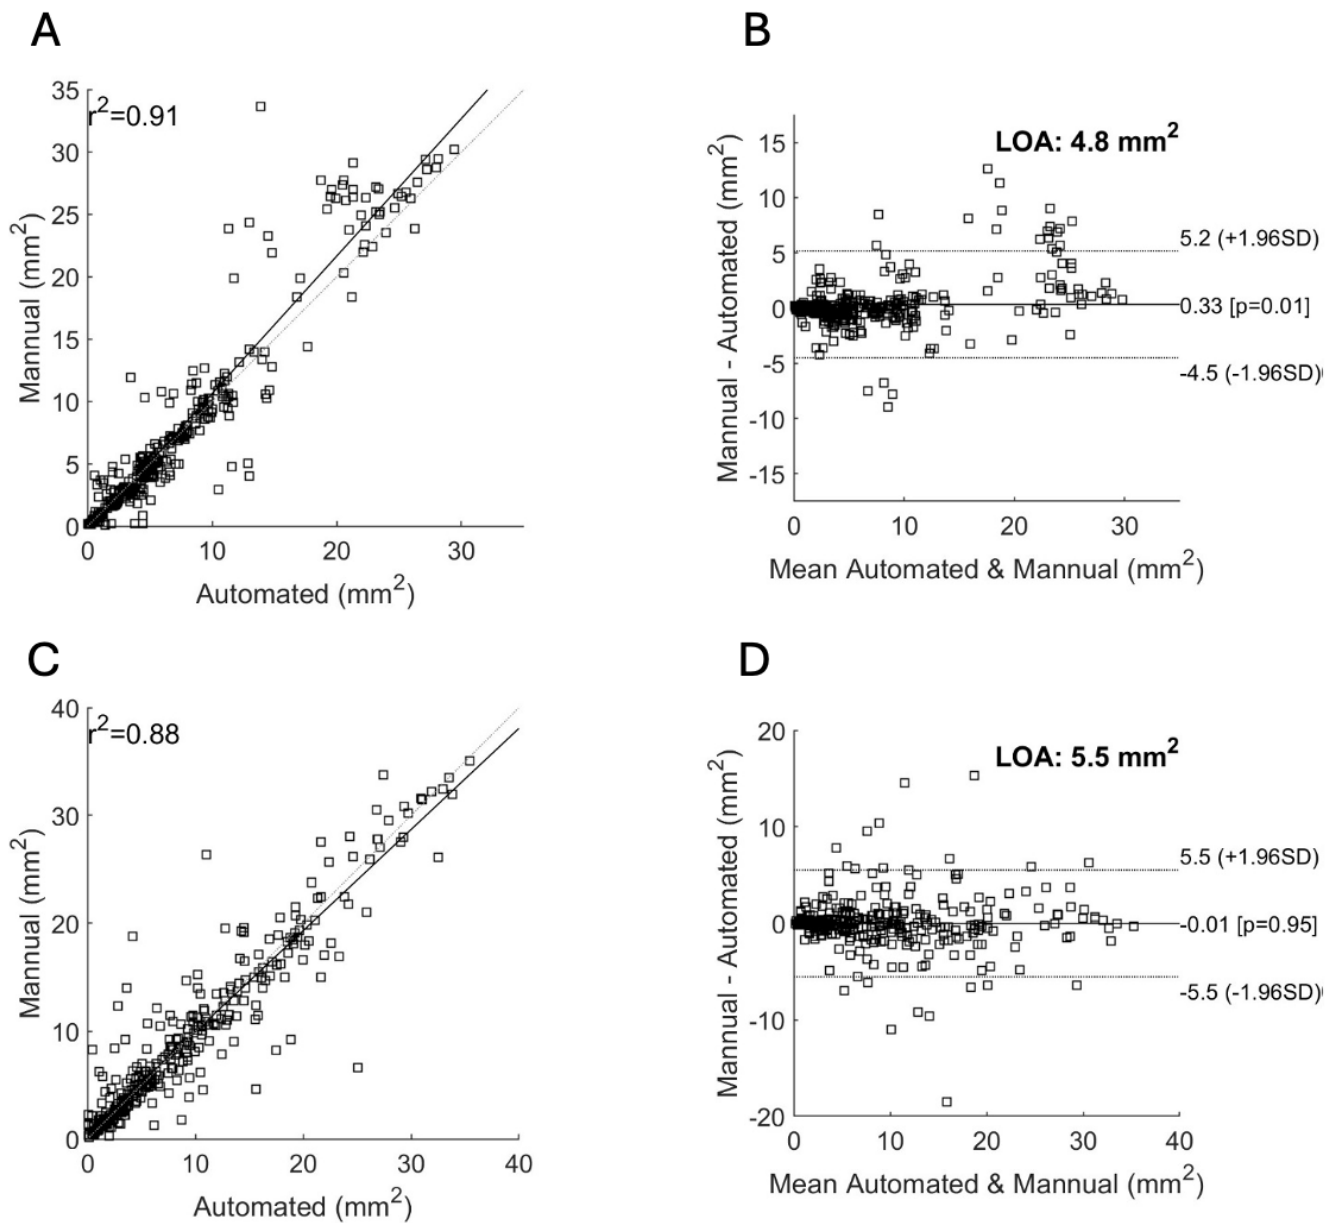 A
B
r²=0.91
35
30
25
20
15
10
5
0
0 10 20 30
Mannual (mm²)
Automated (mm²)
LOA: 4.8 mm²
15
10
5
0
-5
-10
-15
0 10 20 30
5.2 (+1.96SD)
0.33 [p=0.01]
-4.5 (-1.96SD)
Mannual - Automated (mm²)
Mean Automated & Mannual (mm²)
C
D
r²=0.88
40
30
20
10
0
0 10 20 30 40
Mannual (mm²)
Automated (mm²)
LOA: 5.5 mm²
20
10
0
-10
-20
0 10 20 30 40
5.5 (+1.96SD)
-0.01 [p=0.95]
-5.5 (-1.96SD)
Mannual - Automated (mm²)
Mean Automated & Mannual (mm²)